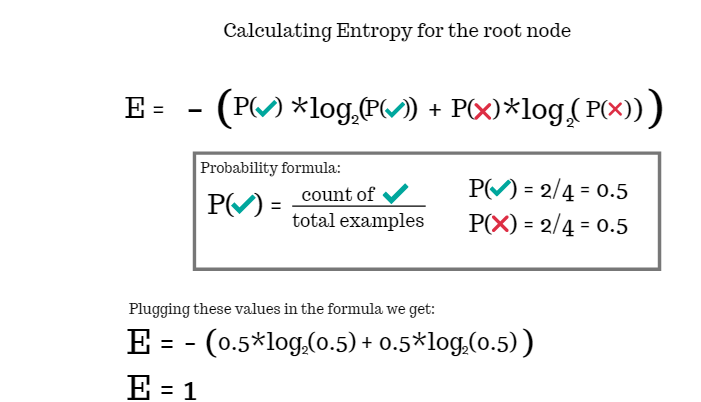 Calculating Entropy for the root node
E = - (P(✓) *log₂(P(✓)) + P(✗)*log₂( P(✗)) )
Probability formula:
P(✓) = count of ✓ / total examples
P(✓) = 2/4 = 0.5
P(✗) = 2/4 = 0.5
Plugging these values in the formula we get:
E = - (0.5*log₂(0.5) + 0.5*log₂(0.5) )
E = 1